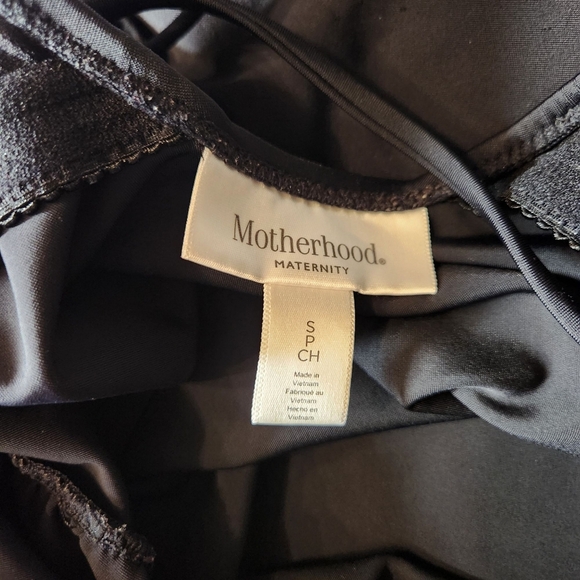 Motherhood®
MATERNITY
S
P
CH
Made in
Vietnam
Fabriqué au
Vietnam
Hecho en
Vietnam